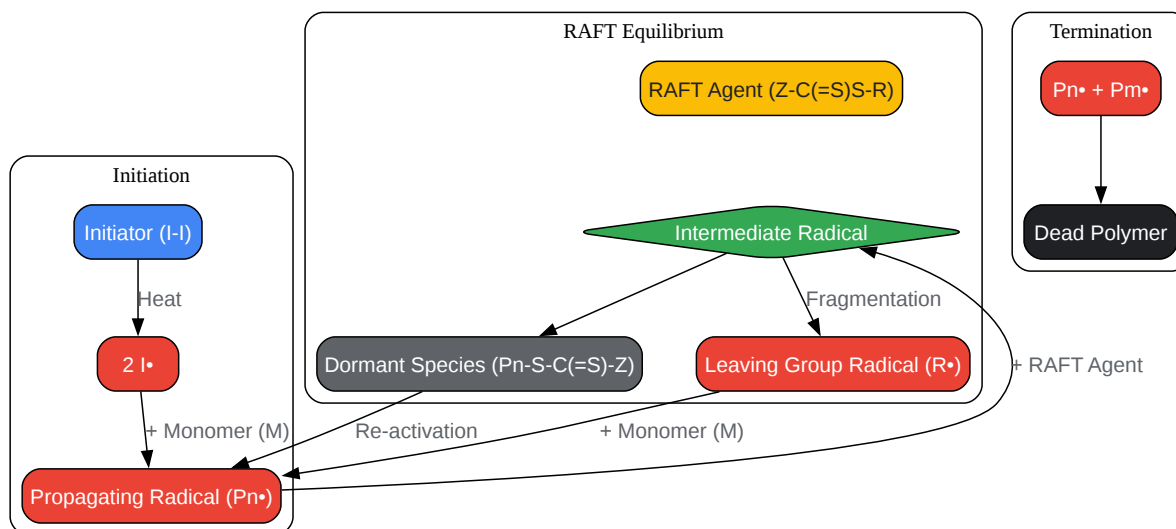 RAFT Equilibrium
Termination
RAFT Agent (Z-C(=S)S-R)
Pn• + Pm•
Initiation
Initiator (I-I)
Intermediate Radical
Dead Polymer
Heat
Fragmentation
2 I•
Dormant Species (Pn-S-C(=S)-Z)
Leaving Group Radical (R•)
+ RAFT Agent
+ Monomer (M)
Re-activation
+ Monomer (M)
Propagating Radical (Pn•)